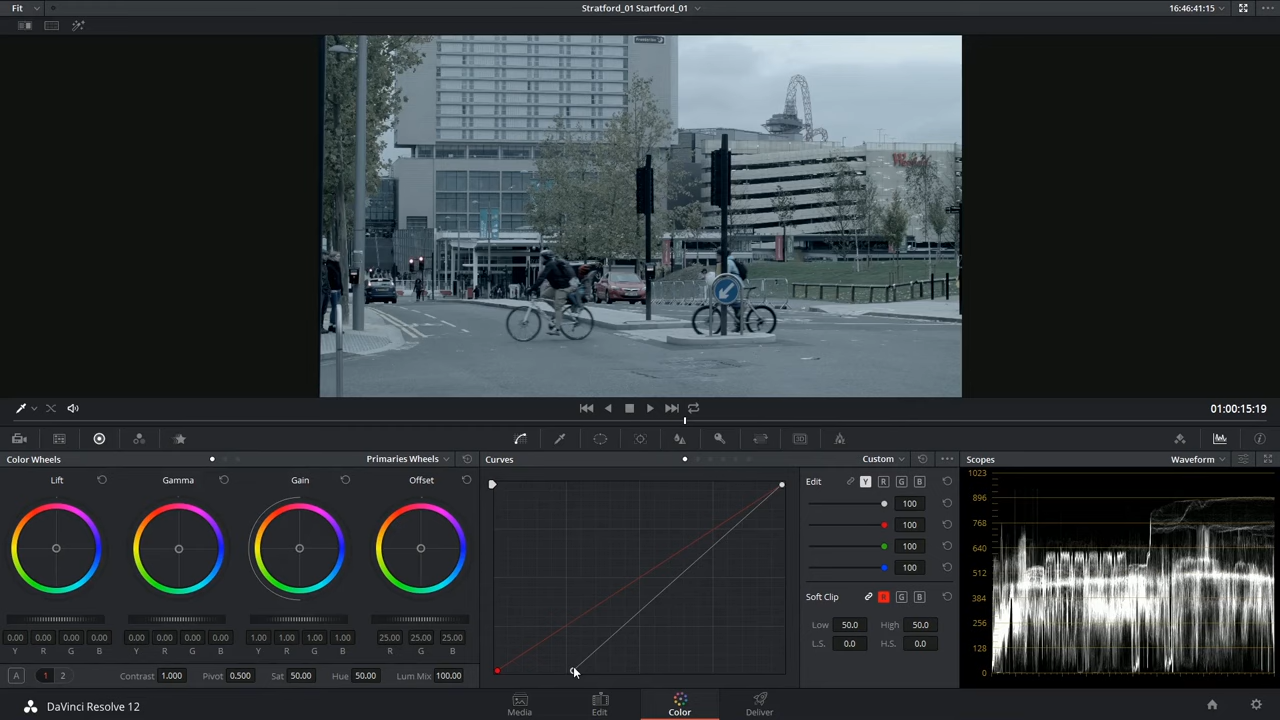 Fit
Stratford_01 Startford_01
16:46:41:15
01:00:15:19
Color Wheels
Primaries Wheels
Curves
Custom
Scopes
Waveform
Lift
Gamma
Gain
Offset
Edit
Y R G B
100
100
100
100
Soft Clip
R G B
Low 50.0 High 50.0
L.S. 0.0 H.S. 0.0
0.00 0.00 0.00 0.00
0.00 0.00 0.00 0.00
1.00 1.00 1.00 1.00
25.00 25.00 25.00
Y R G B
Y R G B
Y R G B
R G B
A 1 2 Contrast 1.000 Pivot 0.500 Sat 50.00 Hue 50.00 Lum Mix 100.00
1023
896
768
640
512
384
256
128
0
DaVinci Resolve 12
Media
Edit
Color
Deliver